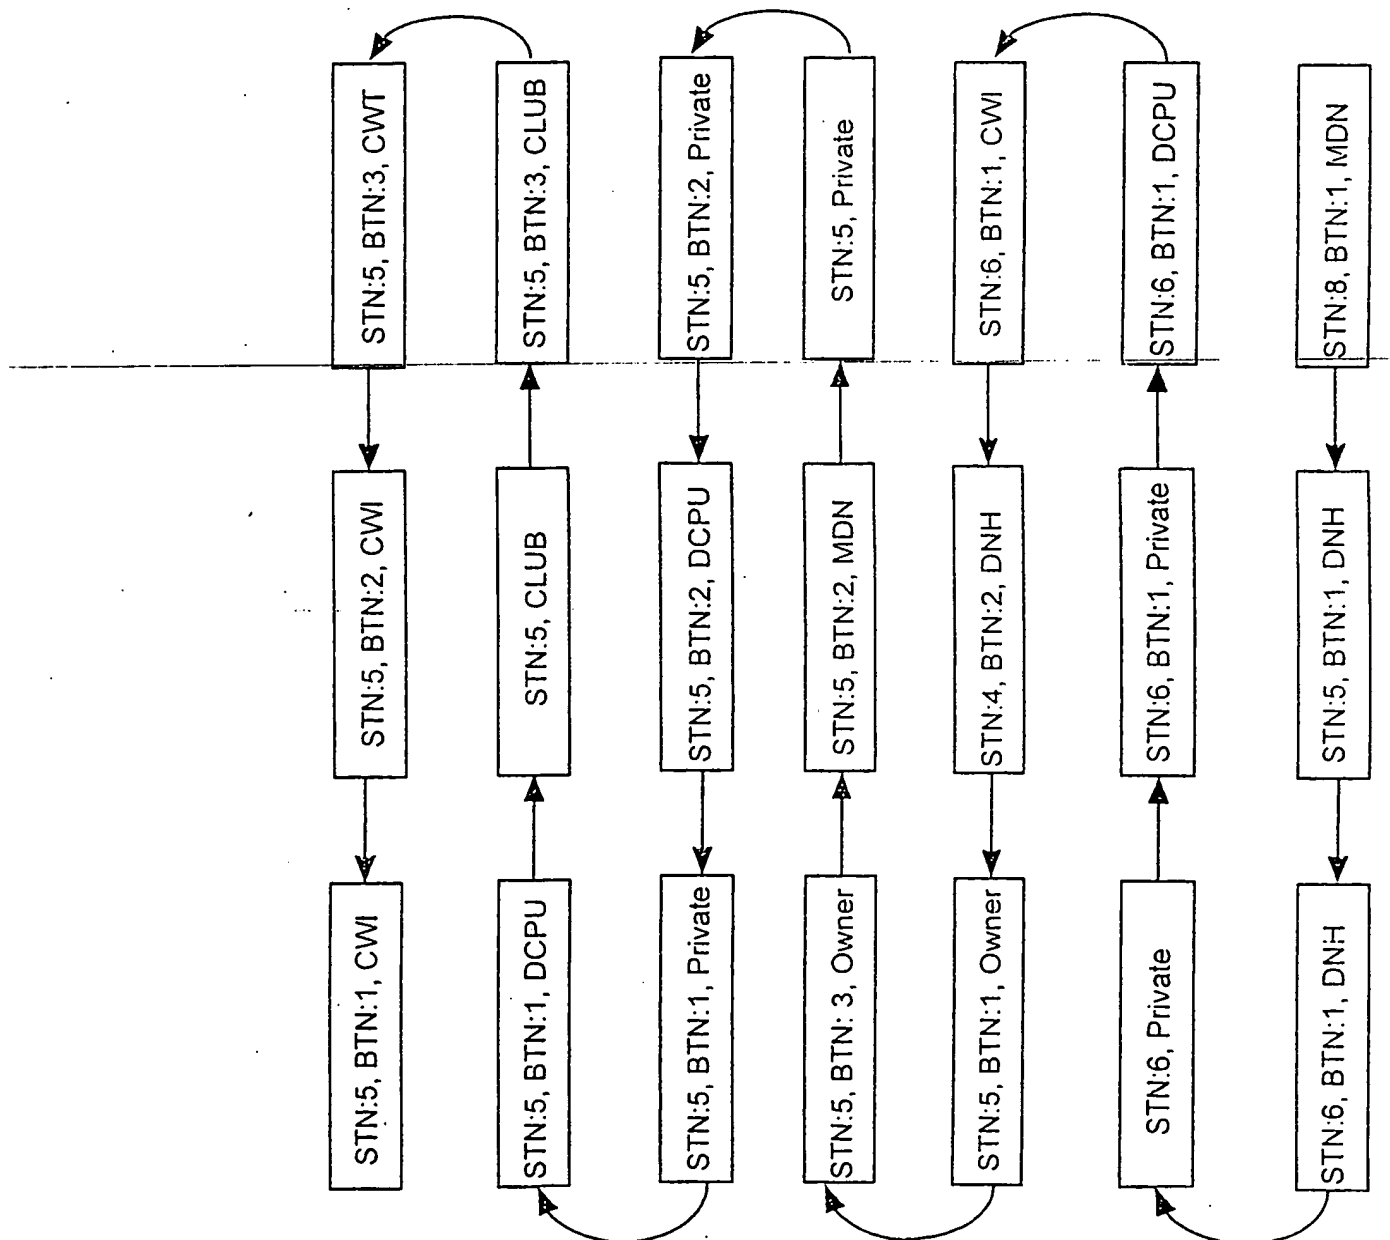 STN:5, BTN:1, CWI
STN:5, BTN:2, CWI
STN:5, BTN:3, CWT
STN:5, BTN:1, DCPU
STN:5, CLUB
STN:5, BTN:3, CLUB
STN:5, BTN:1, Private
STN:5, BTN:2, DCPU
STN:5, BTN:2, Private
STN:5, BTN: 3, Owner
STN:5, BTN:2, MDN
STN:5, Private
STN:5, BTN:1, Owner
STN:4, BTN:2, DNH
STN:6, BTN:1, CWI
STN:6, Private
STN:6, BTN:1, Private
STN:6, BTN:1, DCPU
STN:6, BTN:1, DNH
STN:5, BTN:1, DNH
STN:8, BTN:1, MDN